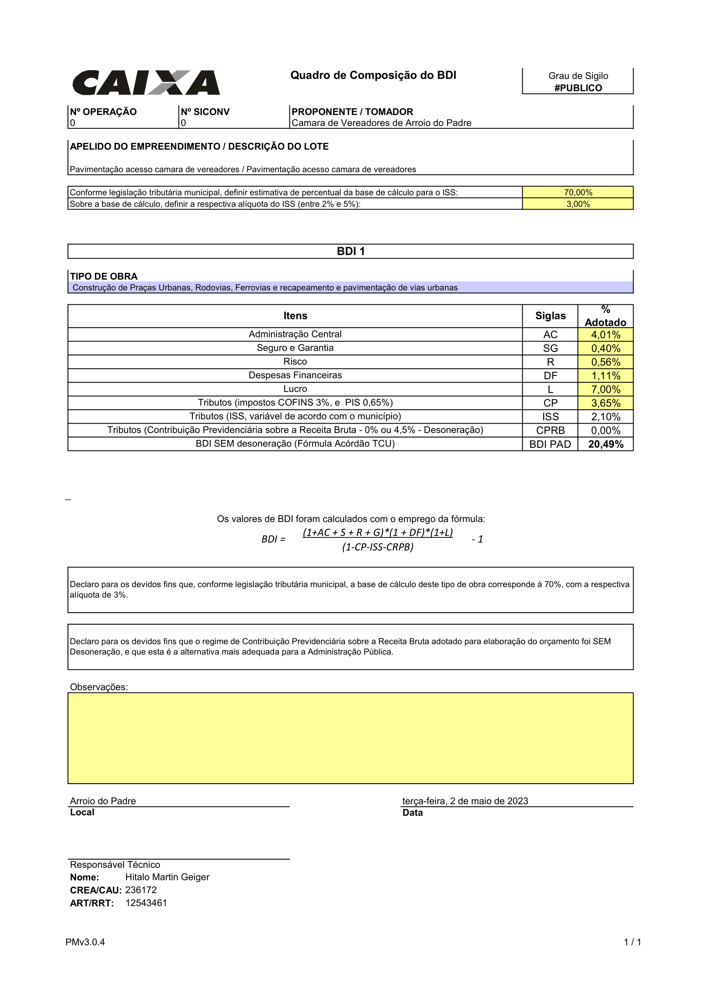 CAIXA
Quadro de Composição do BDI
Grau de Sigilo
#PUBLICO
Nº OPERAÇÃO
0
Nº SICONV
0
PROPONENTE / TOMADOR
Camara de Vereadores de Arroio do Padre
APELIDO DO EMPREENDIMENTO / DESCRIÇÃO DO LOTE
Pavimentação acesso camara de vereadores / Pavimentação acesso camara de vereadores
Conforme legislação tributária municipal, definir estimativa de percentual da base de cálculo para o ISS: 70,00%
Sobre a base de cálculo, definir a respectiva alíquota do ISS (entre 2% e 5%): 3,00%
BDI 1
TIPO DE OBRA
Construção de Praças Urbanas, Rodovias, Ferrovias e recapeamento e pavimentação de vias urbanas
Itens Siglas % Adotado
Administração Central AC 4,01%
Seguro e Garantia SG 0,40%
Risco R 0,56%
Despesas Financeiras DF 1,11%
Lucro L 7,00%
Tributos (impostos COFINS 3%, e  PIS 0,65%) CP 3,65%
Tributos (ISS, variável de acordo com o município) ISS 2,10%
Tributos (Contribuição Previdenciária sobre a Receita Bruta - 0% ou 4,5% - Desoneração) CPRB 0,00%
BDI SEM desoneração (Fórmula Acórdão TCU) BDI PAD 20,49%
_
Os valores de BDI foram calculados com o emprego da fórmula:
(1+AC + S + R + G)*(1 + DF)*(1+L)
BDI = - 1
(1-CP-ISS-CRPB)
Declaro para os devidos fins que, conforme legislação tributária municipal, a base de cálculo deste tipo de obra corresponde à 70%, com a respectiva
alíquota de 3%.
Declaro para os devidos fins que o regime de Contribuição Previdenciária sobre a Receita Bruta adotado para elaboração do orçamento foi SEM
Desoneração, e que esta é a alternativa mais adequada para a Administração Pública.
Observações:
Arroio do Padre
Local
terça-feira, 2 de maio de 2023
Data
Responsável Técnico
Nome: Hitalo Martin Geiger
CREA/CAU: 236172
ART/RRT: 12543461
PMv3.0.4
1 / 1